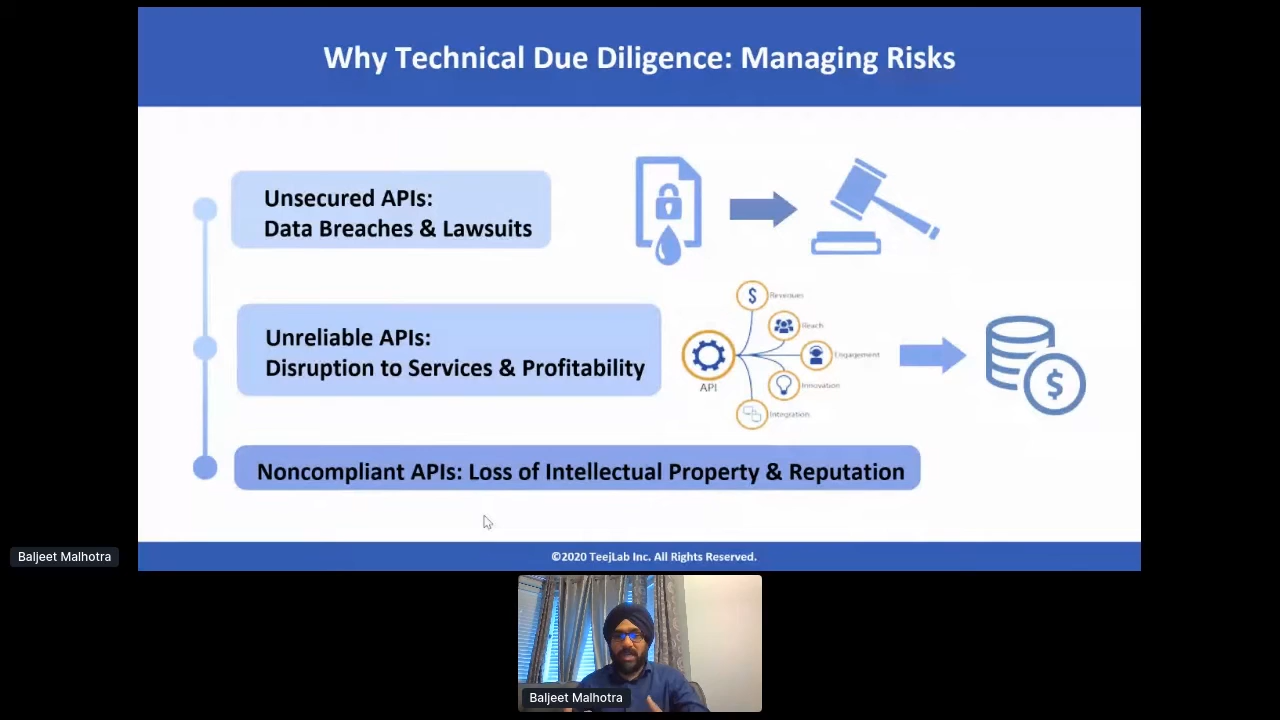 Why Technical Due Diligence: Managing Risks
Unsecured APIs:
Data Breaches & Lawsuits
Unreliable APIs:
Disruption to Services & Profitability
$
Revenues
Reach
Engagement
Innovation
Integration
API
$
Noncompliant APIs: Loss of Intellectual Property & Reputation
©2020 TeejLab Inc. All Rights Reserved.
Baljeet Malhotra
Baljeet Malhotra